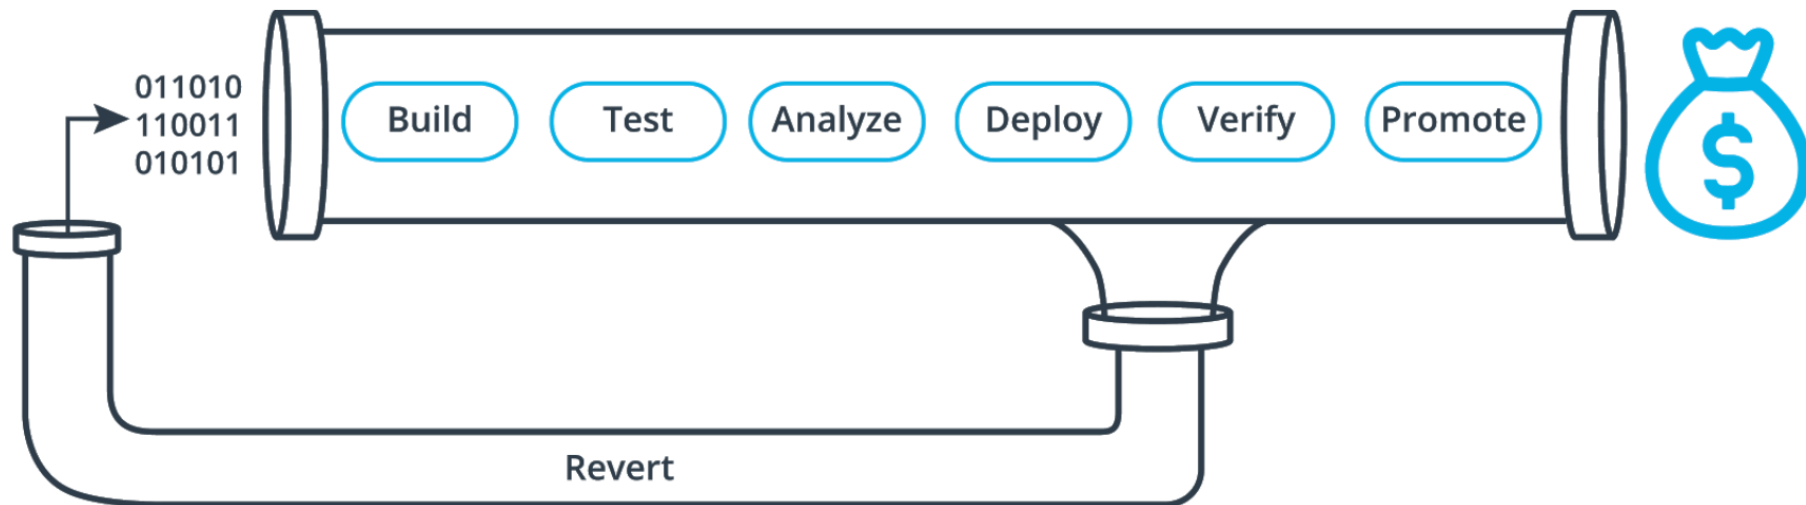 011010
110011
010101
Build Test Analyze Deploy Verify Promote
$
Revert